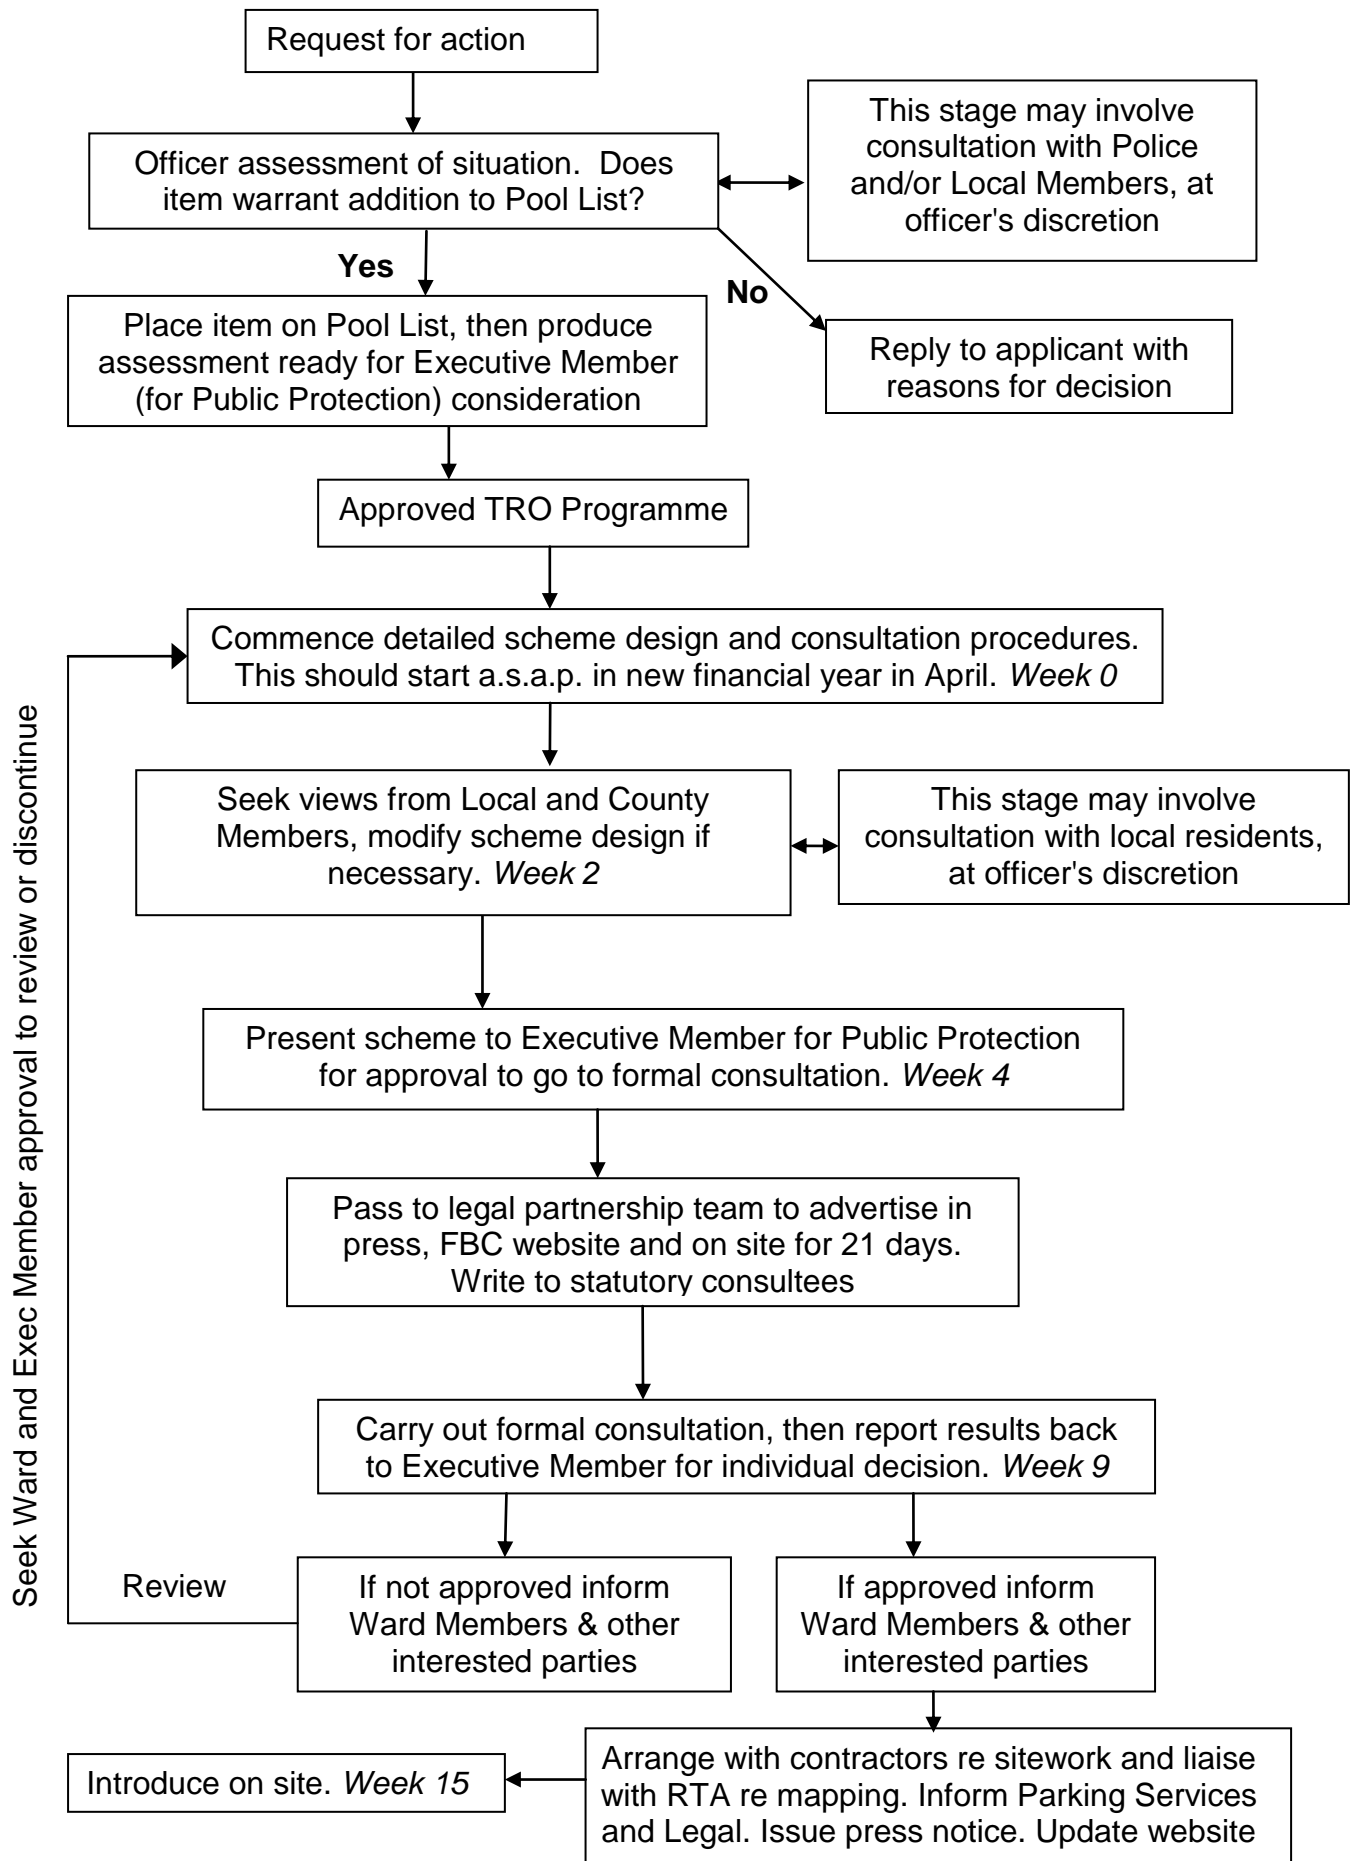 Request for action
Officer assessment of situation.  Does
item warrant addition to Pool List?
This stage may involve
consultation with Police
and/or Local Members, at
officer's discretion
Yes
No
Place item on Pool List, then produce
assessment ready for Executive Member
(for Public Protection) consideration
Reply to applicant with
reasons for decision
Approved TRO Programme
Commence detailed scheme design and consultation procedures.
This should start a.s.a.p. in new financial year in April. Week 0
Seek views from Local and County
Members, modify scheme design if
necessary. Week 2
This stage may involve
consultation with local residents,
at officer's discretion
Present scheme to Executive Member for Public Protection
for approval to go to formal consultation. Week 4
Pass to legal partnership team to advertise in
press, FBC website and on site for 21 days.
Write to statutory consultees
Carry out formal consultation, then report results back
to Executive Member for individual decision. Week 9
Seek Ward and Exec Member approval to review or discontinue
Review
If not approved inform
Ward Members & other
interested parties
If approved inform
Ward Members & other
interested parties
Arrange with contractors re sitework and liaise
with RTA re mapping. Inform Parking Services
and Legal. Issue press notice. Update website
Introduce on site. Week 15